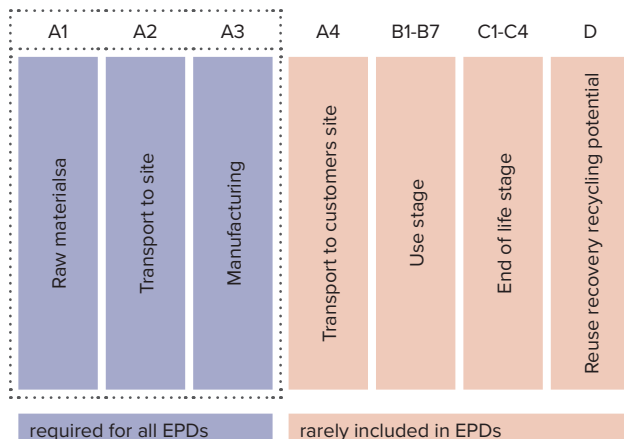 A1
A2
A3
A4
B1-B7
C1-C4
D
Raw materialsa
Transport to site
Manufacturing
Transport to customers site
Use stage
End of life stage
Reuse recovery recycling potential
required for all EPDs
rarely included in EPDs